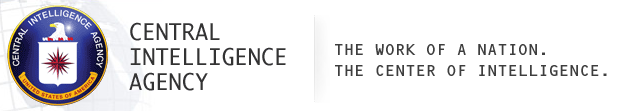 CENTRAL INTELLIGENCE AGENCY
UNITED STATES OF AMERICA
CENTRAL
INTELLIGENCE
AGENCY
THE WORK OF A NATION.
THE CENTER OF INTELLIGENCE.